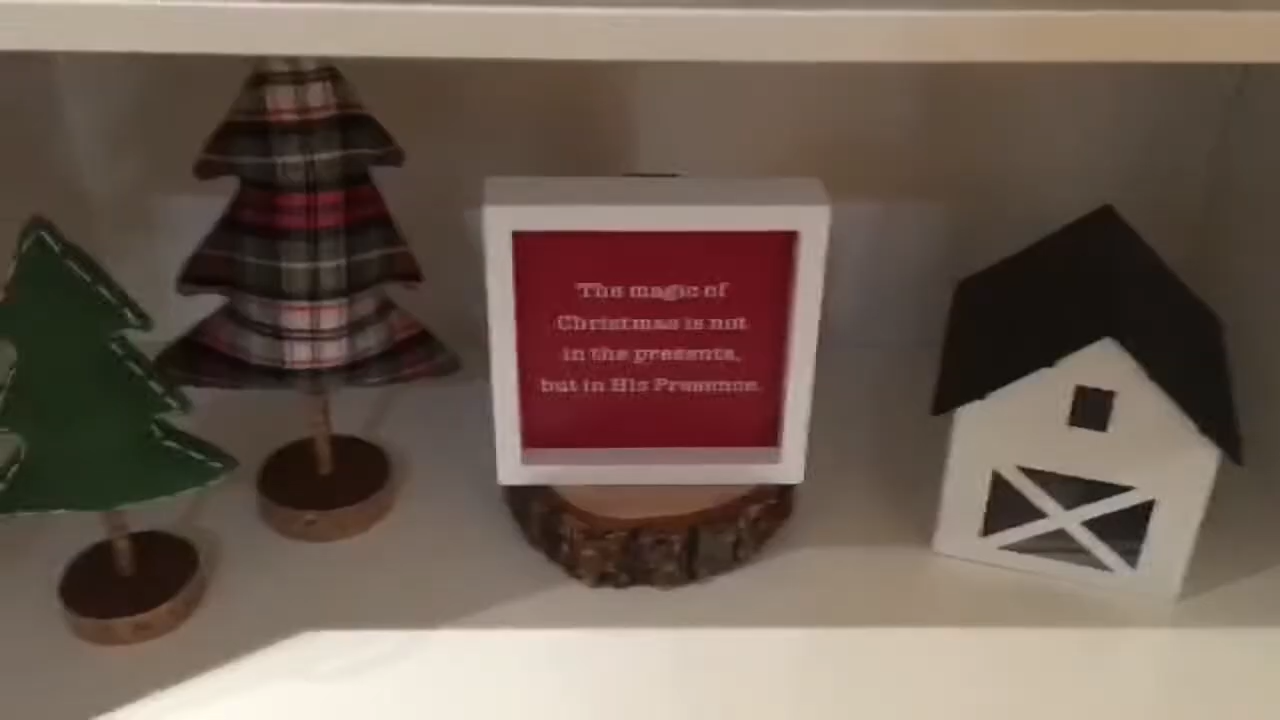 The magic of
Christmas is not
in the presents,
but in His Presence.